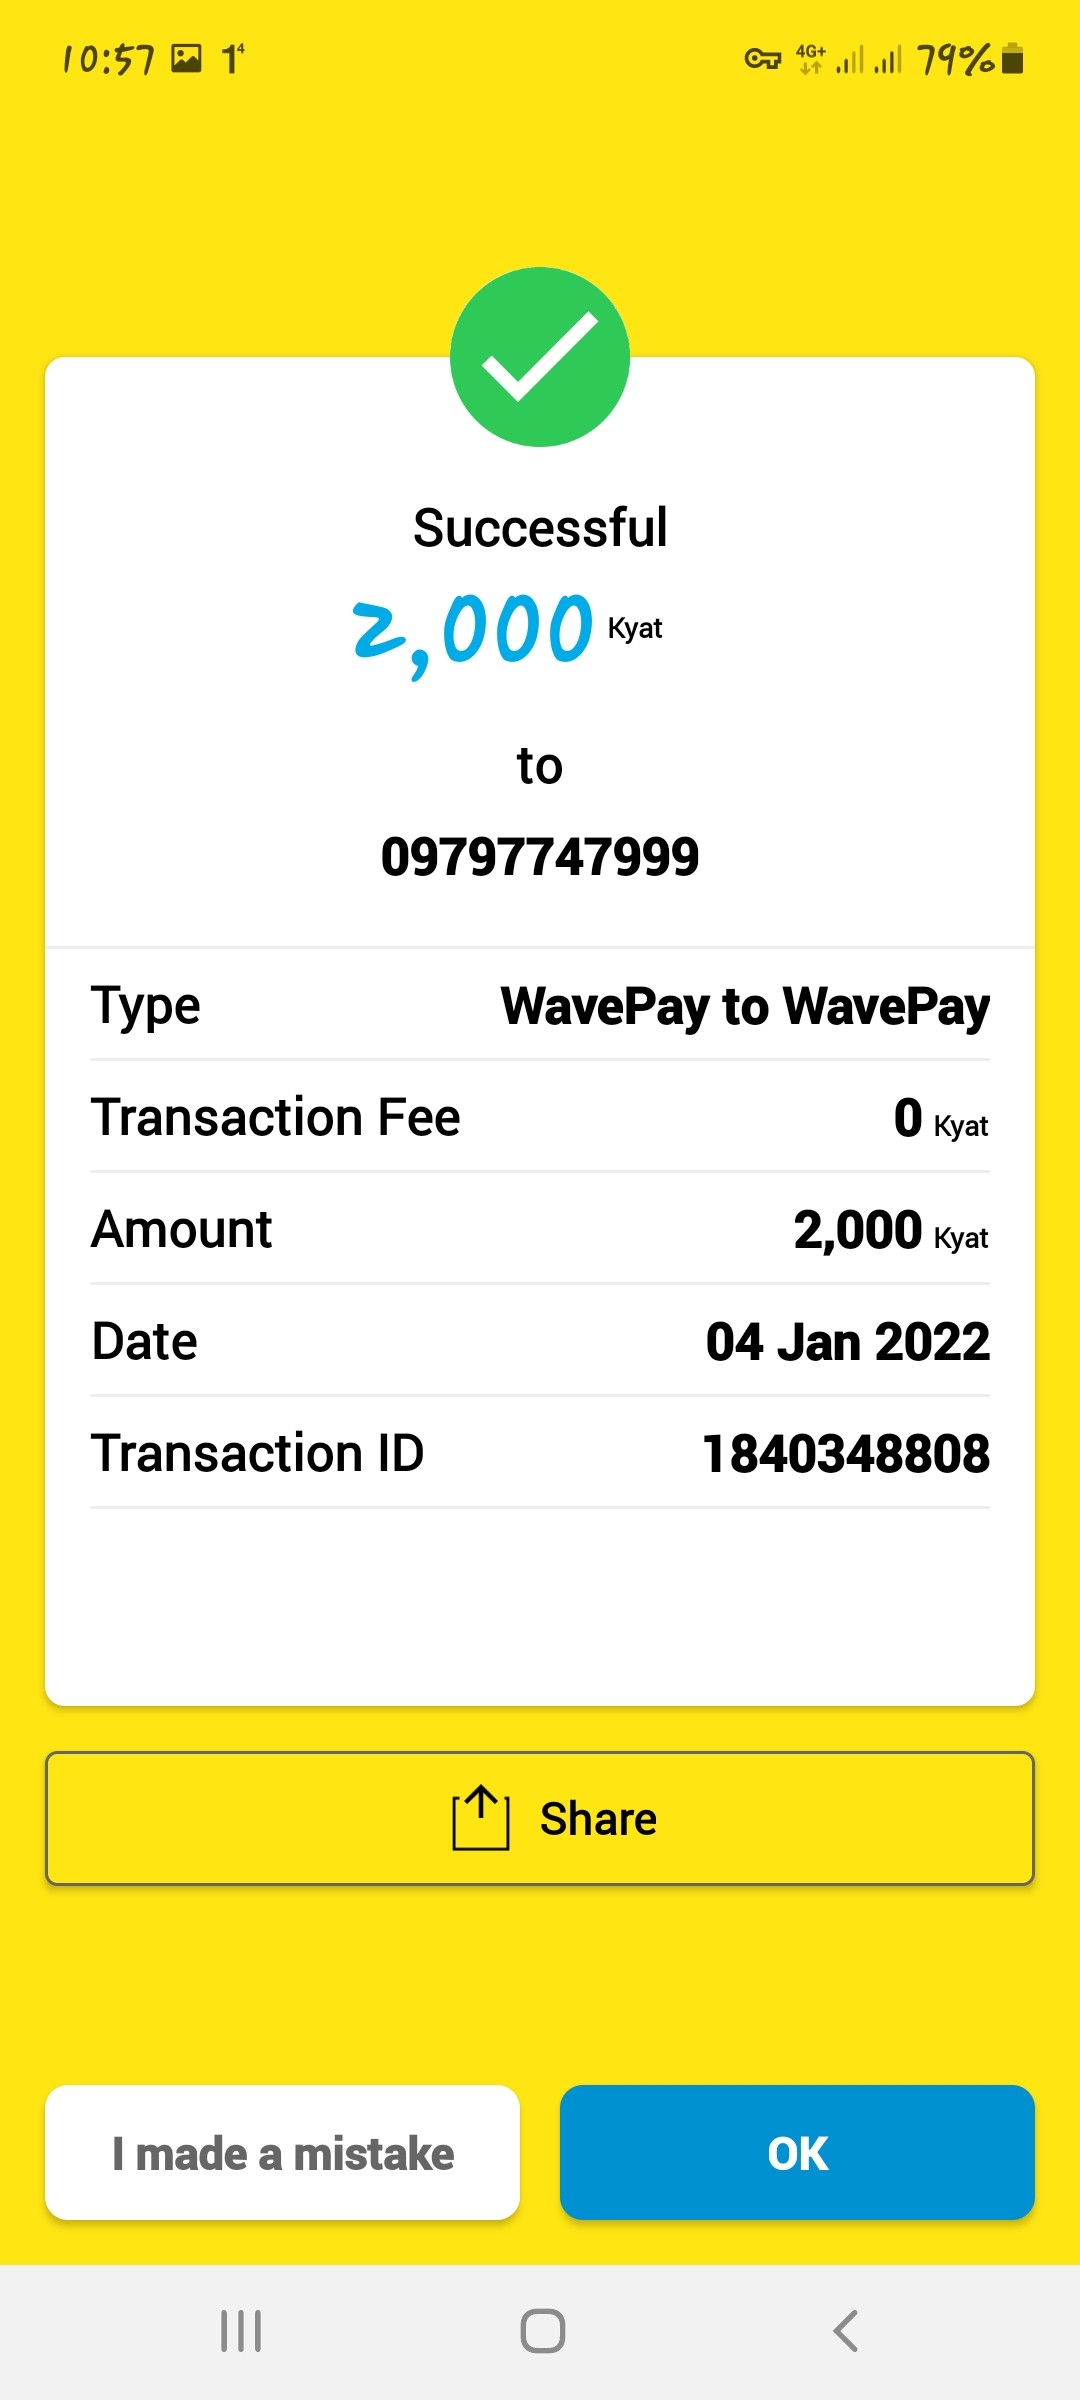 10:57 1⁴ 4G+ 79%
Successful
2,000 Kyat
to
09797747999
Type WavePay to WavePay
Transaction Fee 0 Kyat
Amount 2,000 Kyat
Date 04 Jan 2022
Transaction ID 1840348808
Share
I made a mistake OK